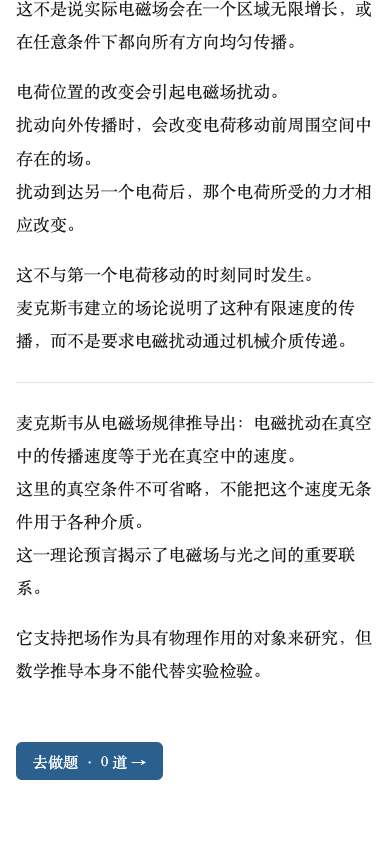 这不是说实际电磁场会在一个区域无限增长，或
在任意条件下都向所有方向均匀传播。
电荷位置的改变会引起电磁场扰动。
扰动向外传播时，会改变电荷移动前周围空间中
存在的场。
扰动到达另一个电荷后，那个电荷所受的力才相
应改变。
这不与第一个电荷移动的时刻同时发生。
麦克斯韦建立的场论说明了这种有限速度的传
播，而不是要求电磁扰动通过机械介质传递。
麦克斯韦从电磁场规律推导出：电磁扰动在真空
中的传播速度等于光在真空中的速度。
这里的真空条件不可省略，不能把这个速度无条
件用于各种介质。
这一理论预言揭示了电磁场与光之间的重要联
系。
它支持把场作为具有物理作用的对象来研究，但
数学推导本身不能代替实验检验。
去做题 · 0 道 →